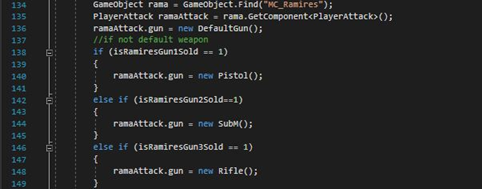 134 GameObject rama = GameObject.Find("MC_Ramires");
135 PlayerAttack ramaAttack = rama.GetComponent<PlayerAttack>();
136 ramaAttack.gun = new DefaultGun();
137 //if not default weapon
138 if (isRamiresGun1Sold == 1)
139 {
140 ramaAttack.gun = new Pistol();
141 }
142 else if (isRamiresGun2Sold==1)
143 {
144 ramaAttack.gun = new SubM();
145 }
146 else if (isRamiresGun3Sold == 1)
147 {
148 ramaAttack.gun = new Rifle();
149 }